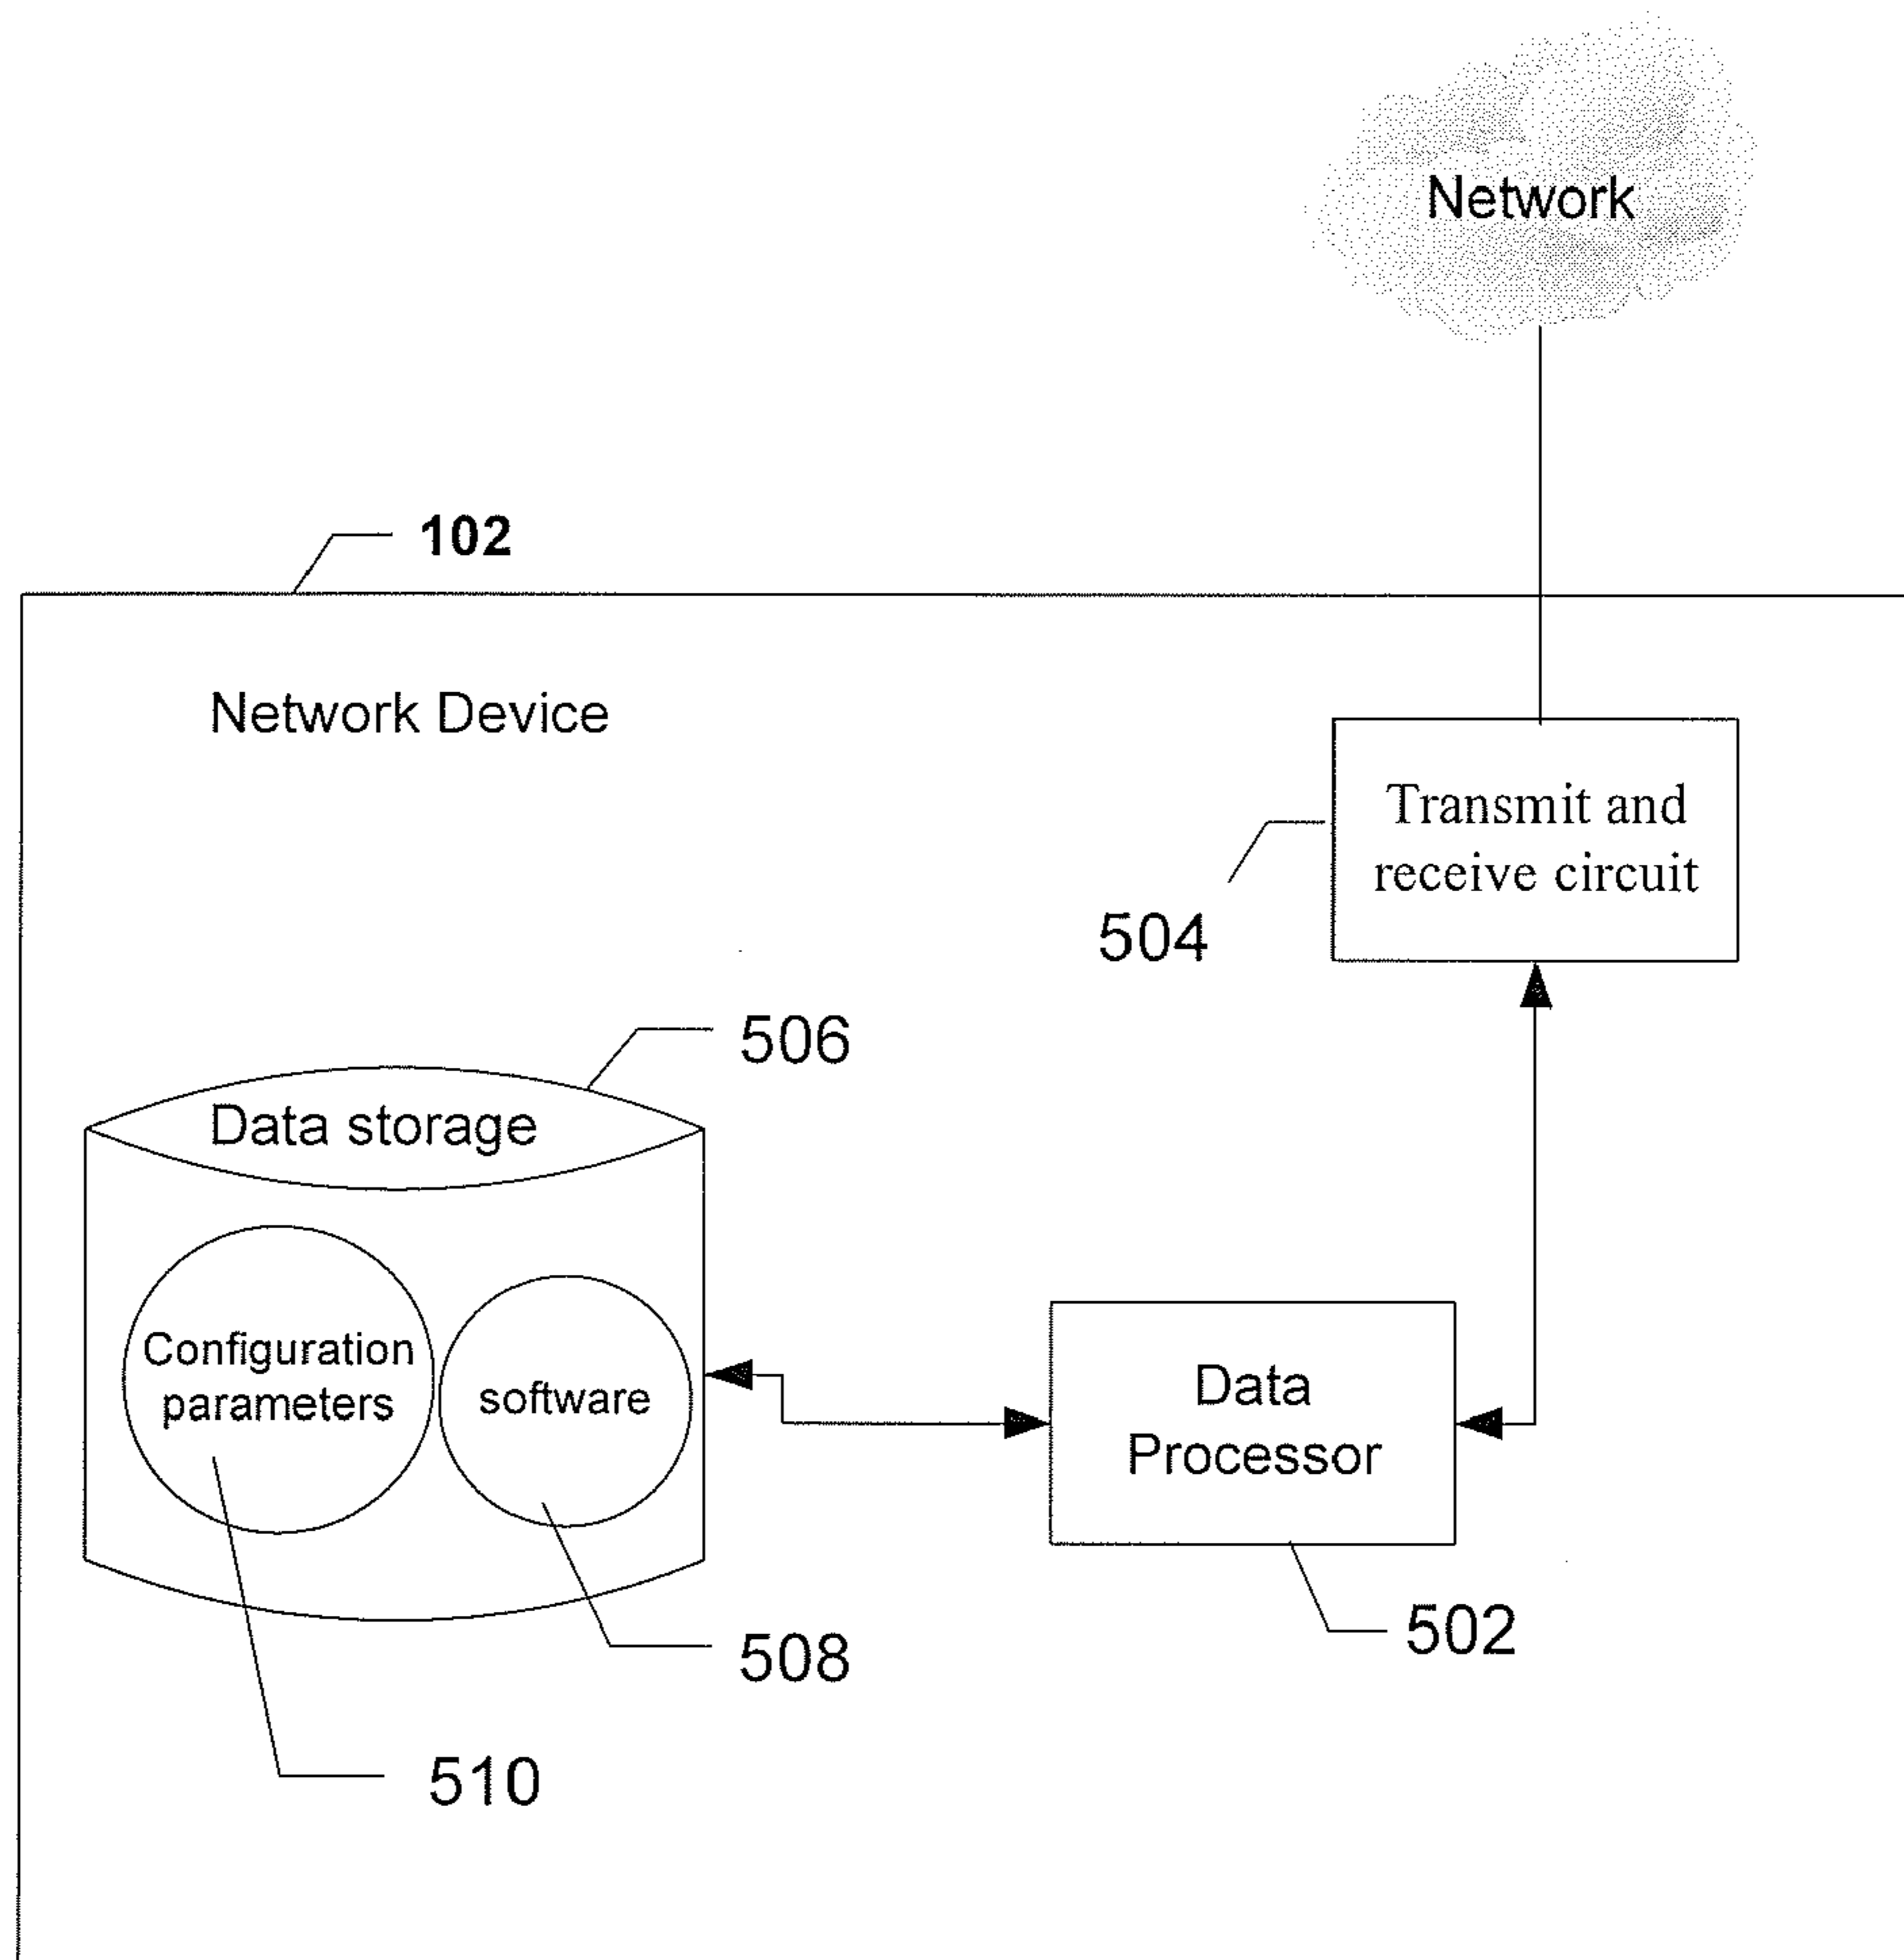 Network
102
Network Device
Transmit and
receive circuit
504
506
Data storage
Configuration
parameters
software
Data
Processor
502
508
510